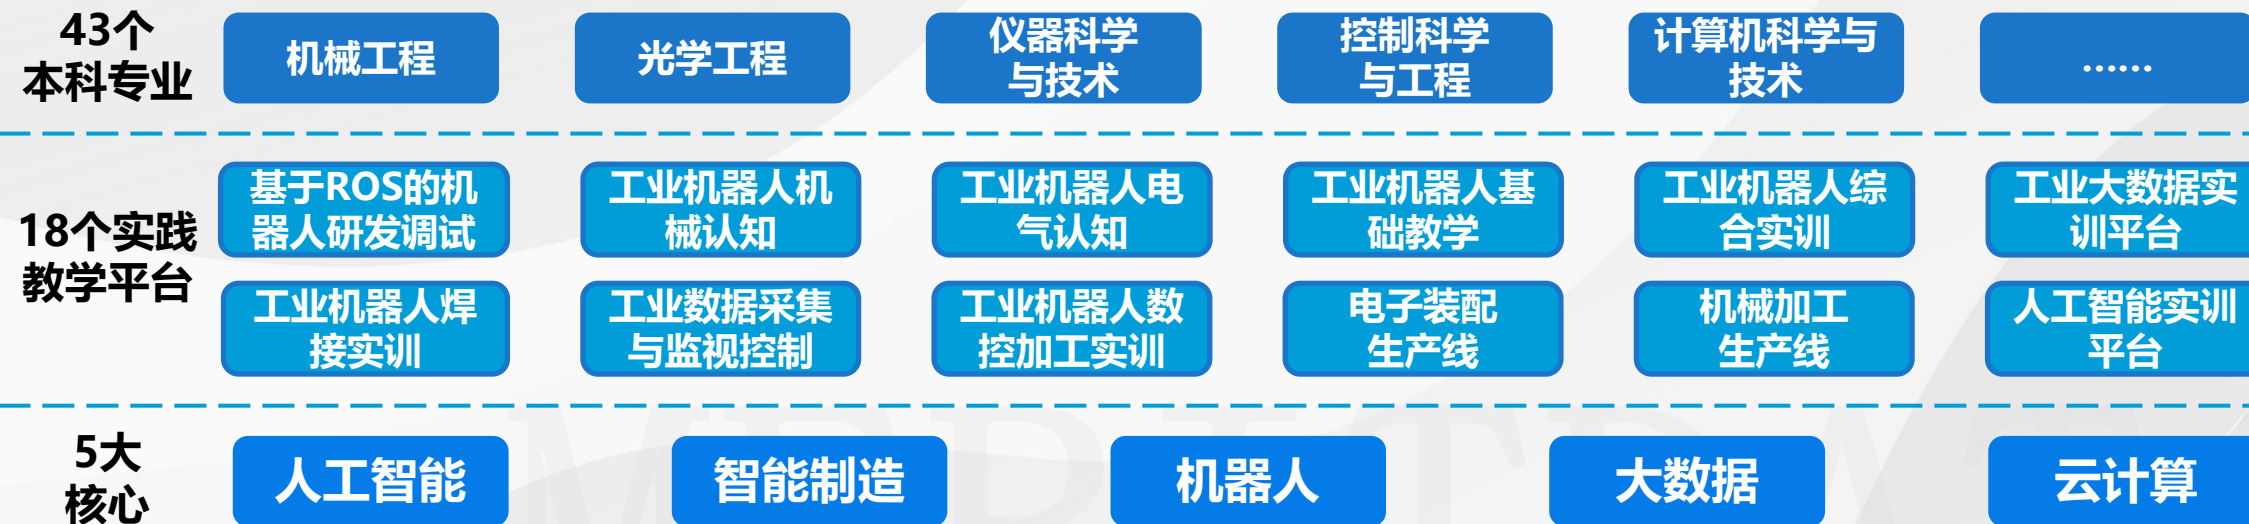 43个
本科专业
机械工程
光学工程
仪器科学
与技术
控制科学
与工程
计算机科学与
技术
……
18个实践
教学平台
基于ROS的机
器人研发调试
工业机器人机
械认知
工业机器人电
气认知
工业机器人基
础教学
工业机器人综
合实训
工业大数据实
训平台
工业机器人焊
接实训
工业数据采集
与监视控制
工业机器人数
控加工实训
电子装配
生产线
机械加工
生产线
人工智能实训
平台
5大
核心
人工智能
智能制造
机器人
大数据
云计算